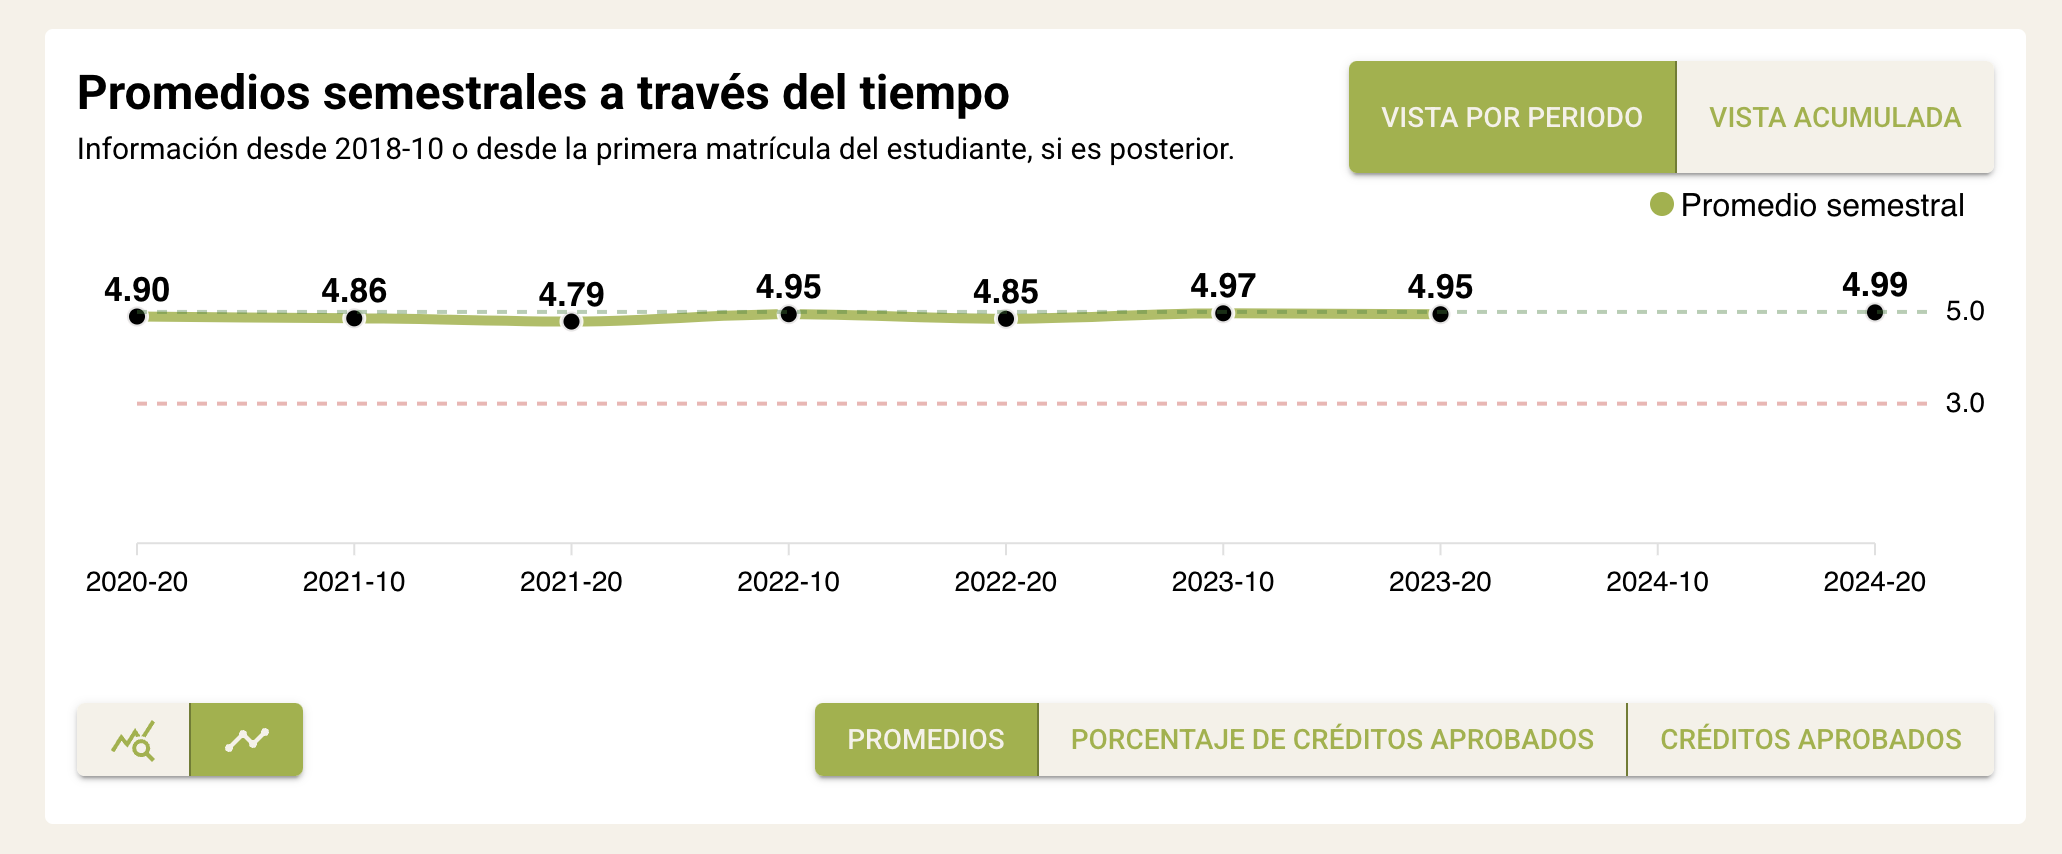 Promedios semestrales a través del tiempo
Información desde 2018-10 o desde la primera matrícula del estudiante, si es posterior.
VISTA POR PERIODO
VISTA ACUMULADA
Promedio semestral
4.90
4.86
4.79
4.95
4.85
4.97
4.95
4.99
5.0
3.0
2020-20
2021-10
2021-20
2022-10
2022-20
2023-10
2023-20
2024-10
2024-20
PROMEDIOS
PORCENTAJE DE CRÉDITOS APROBADOS
CRÉDITOS APROBADOS